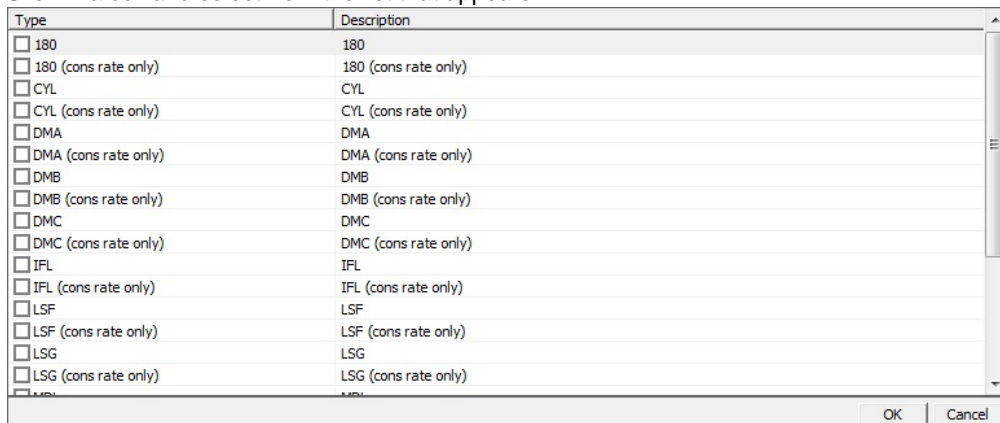 Type Description
180 180
180 (cons rate only) 180 (cons rate only)
CYL CYL
CYL (cons rate only) CYL (cons rate only)
DMA DMA
DMA (cons rate only) DMA (cons rate only)
DMB DMB
DMB (cons rate only) DMB (cons rate only)
DMC DMC
DMC (cons rate only) DMC (cons rate only)
IFL IFL
IFL (cons rate only) IFL (cons rate only)
LSF LSF
LSF (cons rate only) LSF (cons rate only)
LSG LSG
LSG (cons rate only) LSG (cons rate only)
OK Cancel